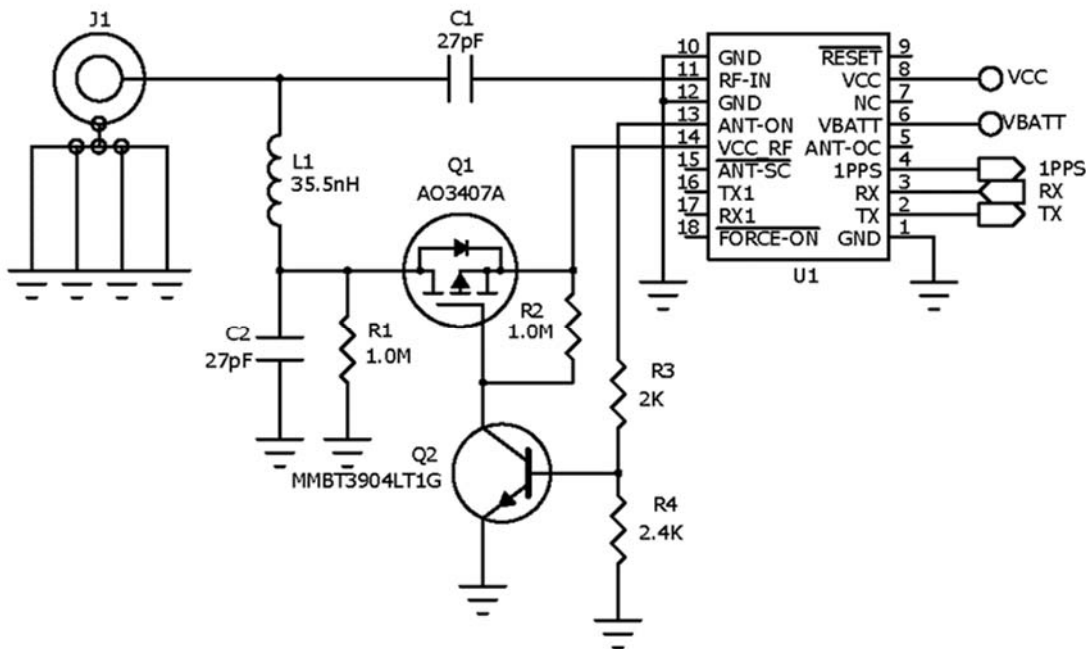 J1
C1
27pF
L1
35.5nH
Q1
AO3407A
C2
27pF
R1
1.0M
R2
1.0M
Q2
MMBT3904LT1G
R3
2K
R4
2.4K
10 GND RESET 9
11 RF-IN VCC 8 VCC
12 GND NC 7
13 ANT-ON VBATT 6 VBATT
14 VCC_RF ANT-OC 5
15 ANT-SC 1PPS 4 1PPS
16 TX1 RX 3 RX
17 RX1 TX 2 TX
18 FORCE-ON GND 1
U1